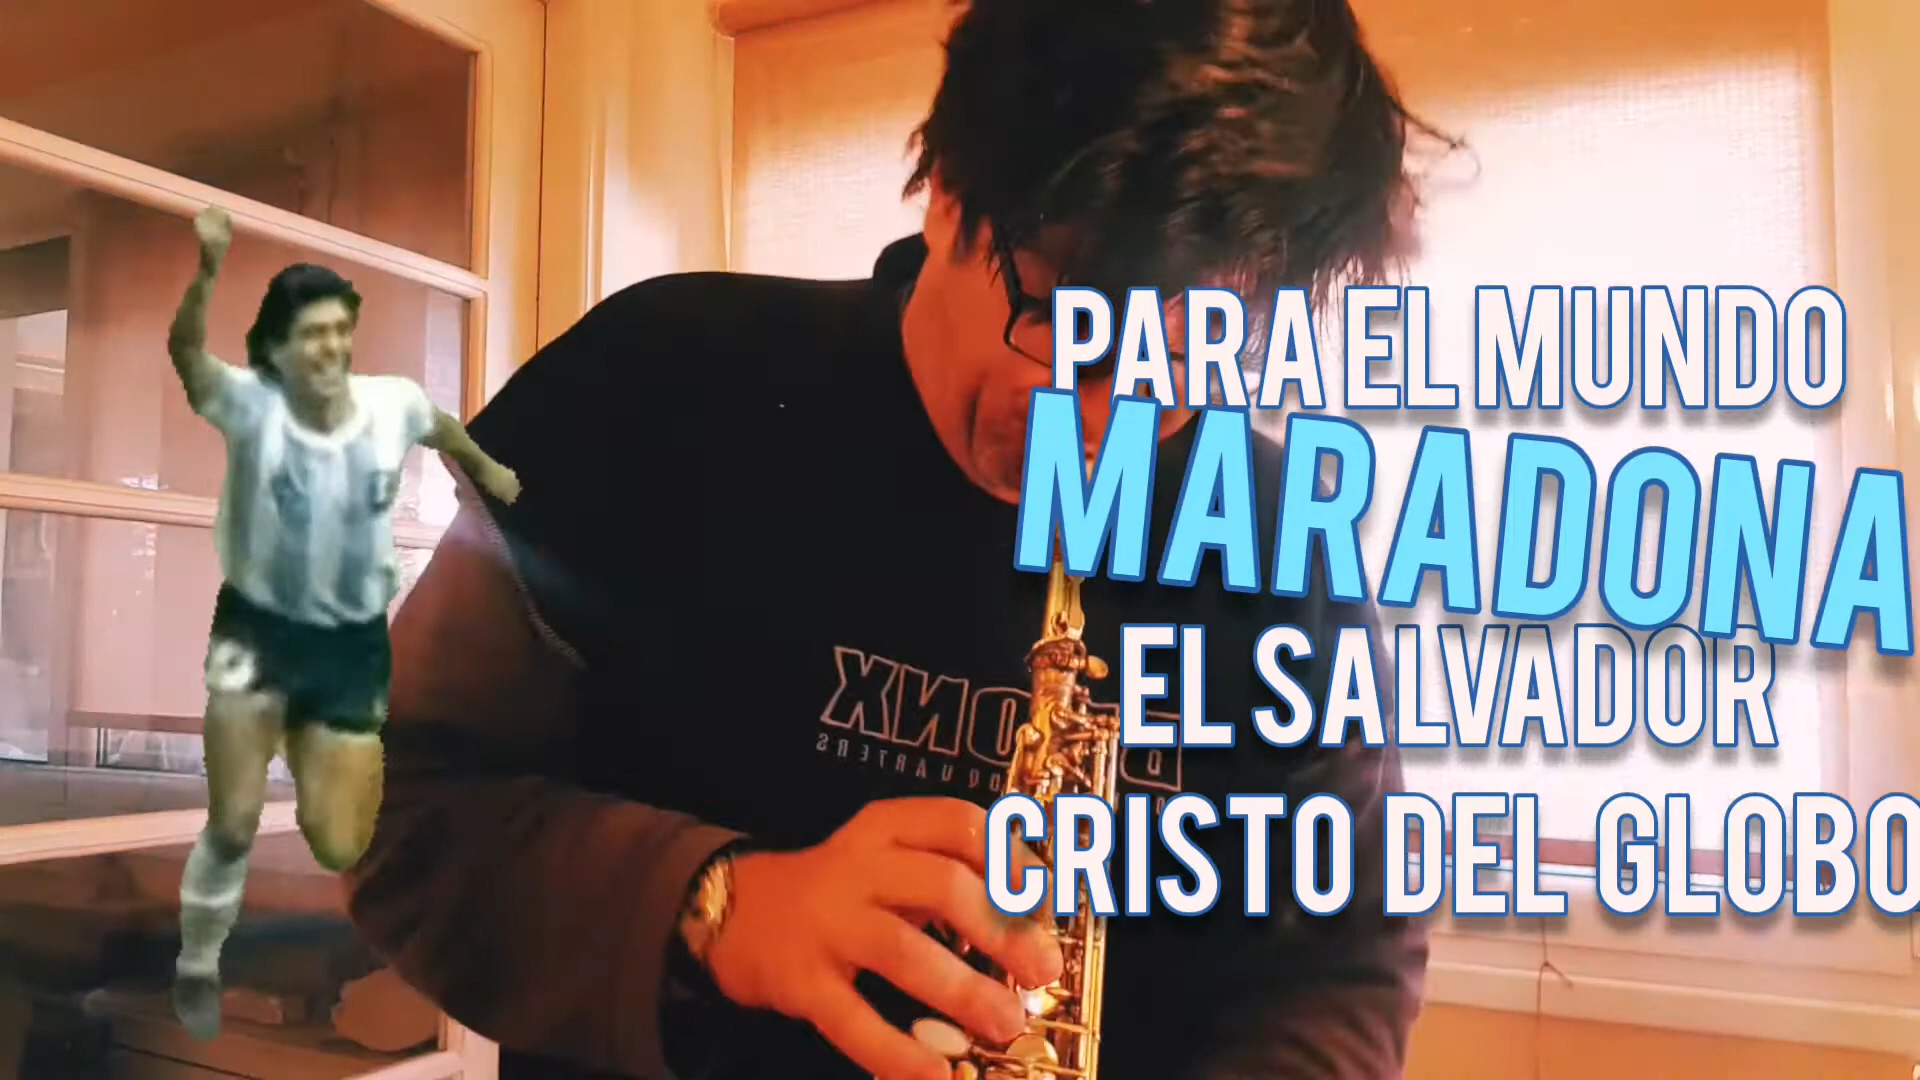 PARA EL MUNDO
MARADONA
EL SALVADOR
CRISTO DEL GLOBO